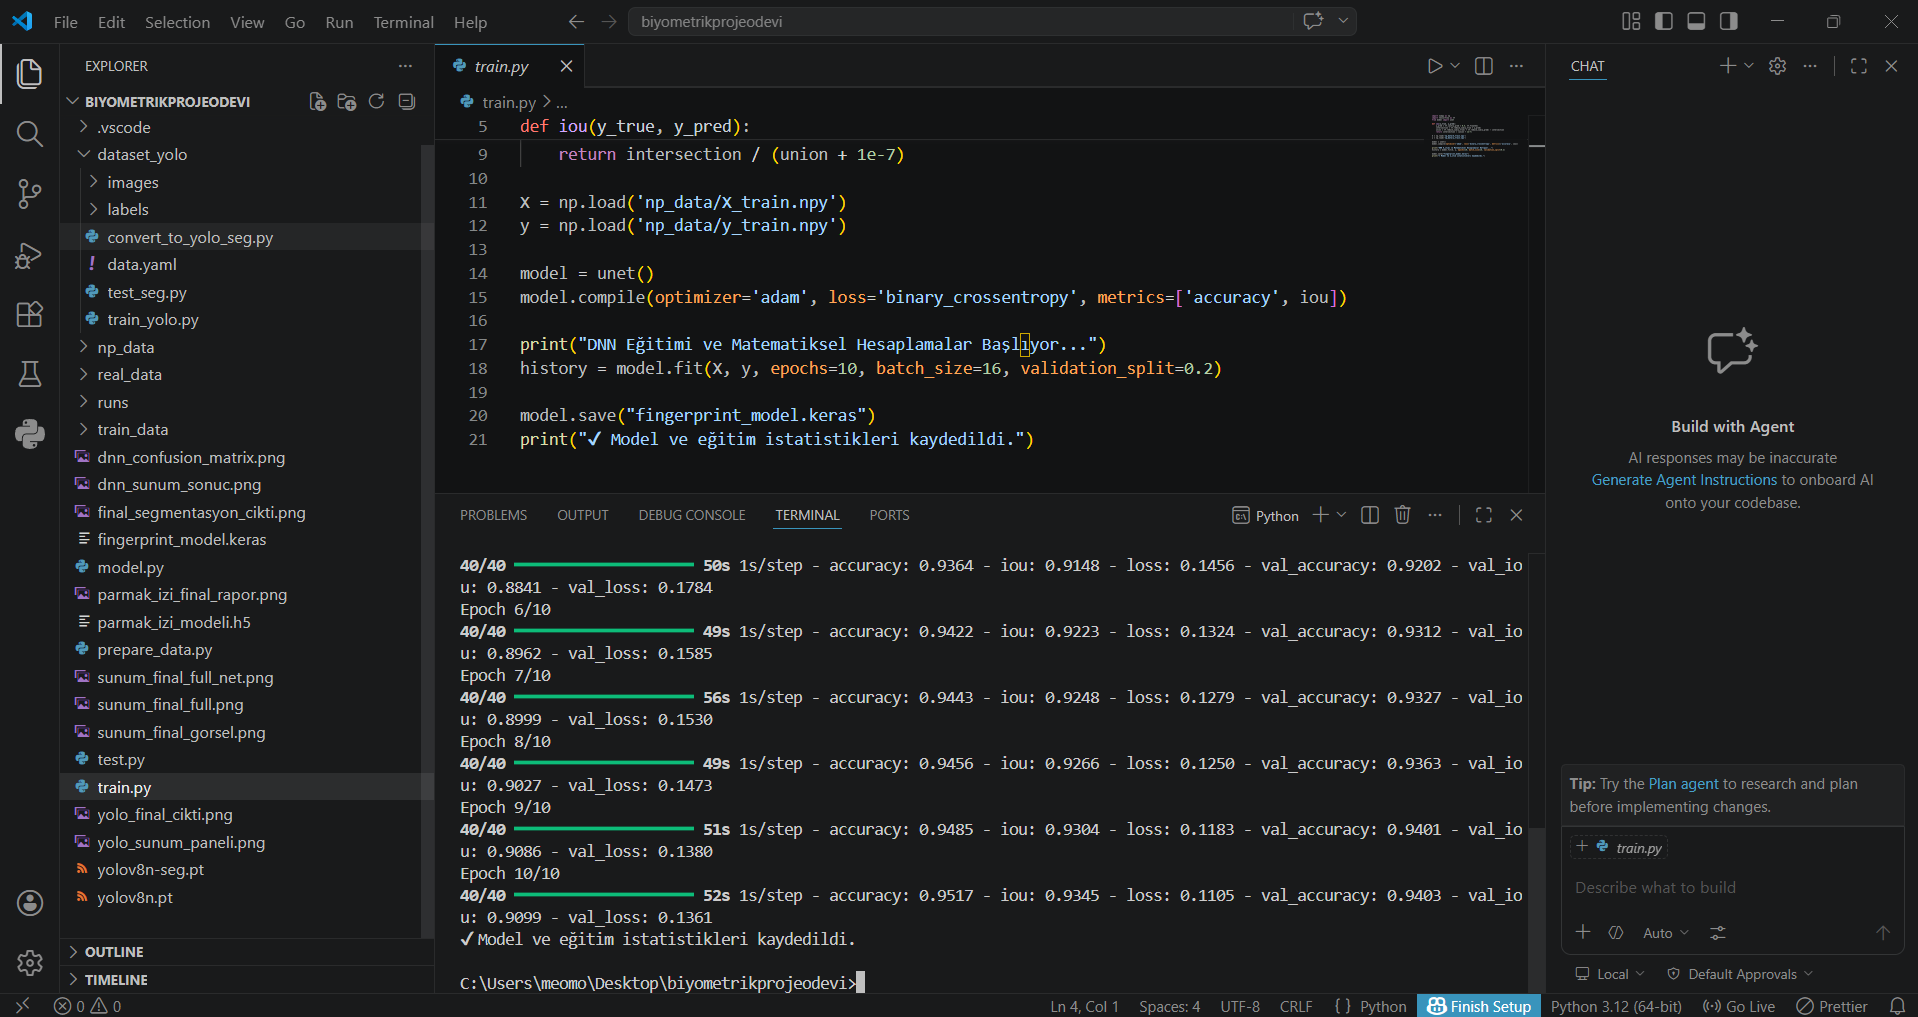 File Edit Selection View Go Run Terminal Help
biyometrikprojeodevi
EXPLORER
BIYOMETRIKPROJEODEVI
.vscode
dataset_yolo
images
labels
convert_to_yolo_seg.py
data.yaml
test_seg.py
train_yolo.py
np_data
real_data
runs
train_data
dnn_confusion_matrix.png
dnn_sunum_sonuc.png
final_segmentasyon_cikti.png
fingerprint_model.keras
model.py
parmak_izi_final_rapor.png
parmak_izi_modeli.h5
prepare_data.py
sunum_final_full_net.png
sunum_final_full.png
sunum_final_gorsel.png
test.py
train.py
yolo_final_cikti.png
yolo_sunum_paneli.png
yolov8n-seg.pt
yolov8n.pt
OUTLINE
TIMELINE
train.py
train.py > ...
5 def iou(y_true, y_pred):
9 return intersection / (union + 1e-7)
10
11 X = np.load('np_data/X_train.npy')
12 y = np.load('np_data/y_train.npy')
13
14 model = unet()
15 model.compile(optimizer='adam', loss='binary_crossentropy', metrics=['accuracy', iou])
16
17 print("DNN Eğitimi ve Matematiksel Hesaplamalar Başlıyor...")
18 history = model.fit(X, y, epochs=10, batch_size=16, validation_split=0.2)
19
20 model.save("fingerprint_model.keras")
21 print("✔ Model ve eğitim istatistikleri kaydedildi.")
PROBLEMS OUTPUT DEBUG CONSOLE TERMINAL PORTS
Python
40/40 50s 1s/step - accuracy: 0.9364 - iou: 0.9148 - loss: 0.1456 - val_accuracy: 0.9202 - val_io
u: 0.8841 - val_loss: 0.1784
Epoch 6/10
40/40 49s 1s/step - accuracy: 0.9422 - iou: 0.9223 - loss: 0.1324 - val_accuracy: 0.9312 - val_io
u: 0.8962 - val_loss: 0.1585
Epoch 7/10
40/40 56s 1s/step - accuracy: 0.9443 - iou: 0.9248 - loss: 0.1279 - val_accuracy: 0.9327 - val_io
u: 0.8999 - val_loss: 0.1530
Epoch 8/10
40/40 49s 1s/step - accuracy: 0.9456 - iou: 0.9266 - loss: 0.1250 - val_accuracy: 0.9363 - val_io
u: 0.9027 - val_loss: 0.1473
Epoch 9/10
40/40 51s 1s/step - accuracy: 0.9485 - iou: 0.9304 - loss: 0.1183 - val_accuracy: 0.9401 - val_io
u: 0.9086 - val_loss: 0.1380
Epoch 10/10
40/40 52s 1s/step - accuracy: 0.9517 - iou: 0.9345 - loss: 0.1105 - val_accuracy: 0.9403 - val_io
u: 0.9099 - val_loss: 0.1361
✔ Model ve eğitim istatistikleri kaydedildi.
C:\Users\meomo\Desktop\biyometrikprojeodevi>
CHAT
Build with Agent
AI responses may be inaccurate
Generate Agent Instructions to onboard AI
onto your codebase.
Tip: Try the Plan agent to research and plan
before implementing changes.
train.py
Describe what to build
Auto
Local Default Approvals
0 0
Ln 4, Col 1 Spaces: 4 UTF-8 CRLF { } Python Finish Setup Python 3.12 (64-bit) Go Live Prettier